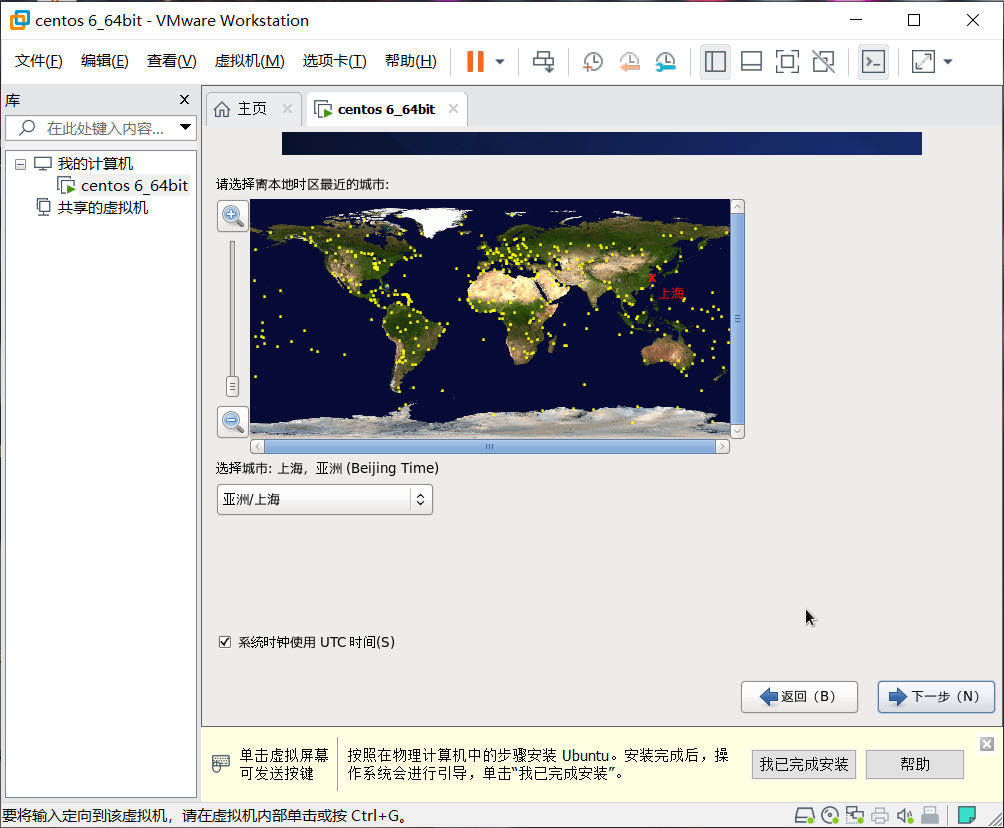 centos 6_64bit - VMware Workstation
文件(F) 编辑(E) 查看(V) 虚拟机(M) 选项卡(T) 帮助(H)
库
在此处键入内容...
我的计算机
centos 6_64bit
共享的虚拟机
主页
centos 6_64bit
请选择离本地时区最近的城市:
上海
选择城市: 上海, 亚洲 (Beijing Time)
亚洲/上海
系统时钟使用 UTC 时间(S)
返回（B）
下一步（N）
单击虚拟屏幕
可发送按键
按照在物理计算机中的步骤安装 Ubuntu。安装完成后，操
作系统会进行引导，单击“我已完成安装”。
我已完成安装
帮助
要将输入定向到该虚拟机，请在虚拟机内部单击或按 Ctrl+G。